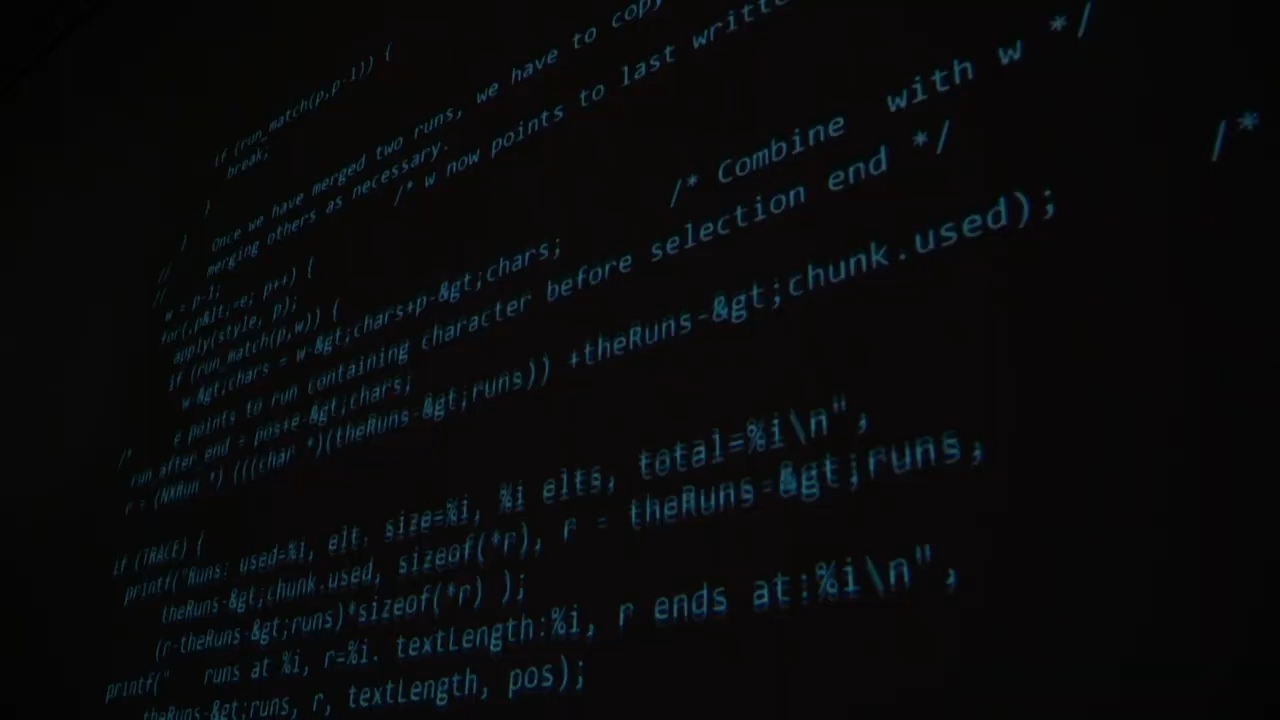 if (run_match(p,p-1)) {
break;
}
}
// Once we have merged two runs, we have to copy
// merging others as necessary.
w = p-1; /* w now points to last writte
for(;p&lt;=e; p++) {
apply(style, p);
if (run_match(p,w)) { /* Combine with w */
w-&gt;chars = w-&gt;chars+p-&gt;chars;
/* e points to run containing character before selection end */ /*
run_after_end = pos+e-&gt;chars;
r = (NXRun *) (((char *)(theRuns-&gt;runs)) +theRuns-&gt;chunk.used);
if (TRACE) {
printf("Runs: used=%i, elt, size=%i, %i elts, total=%i\n",
theRuns-&gt;chunk.used, sizeof(*r), r = theRuns-&gt;runs,
(r-theRuns-&gt;runs)*sizeof(*r) );
printf(" runs at %i, r=%i. textLength:%i, r ends at:%i\n",
theRuns-&gt;runs, r, textLength, pos);